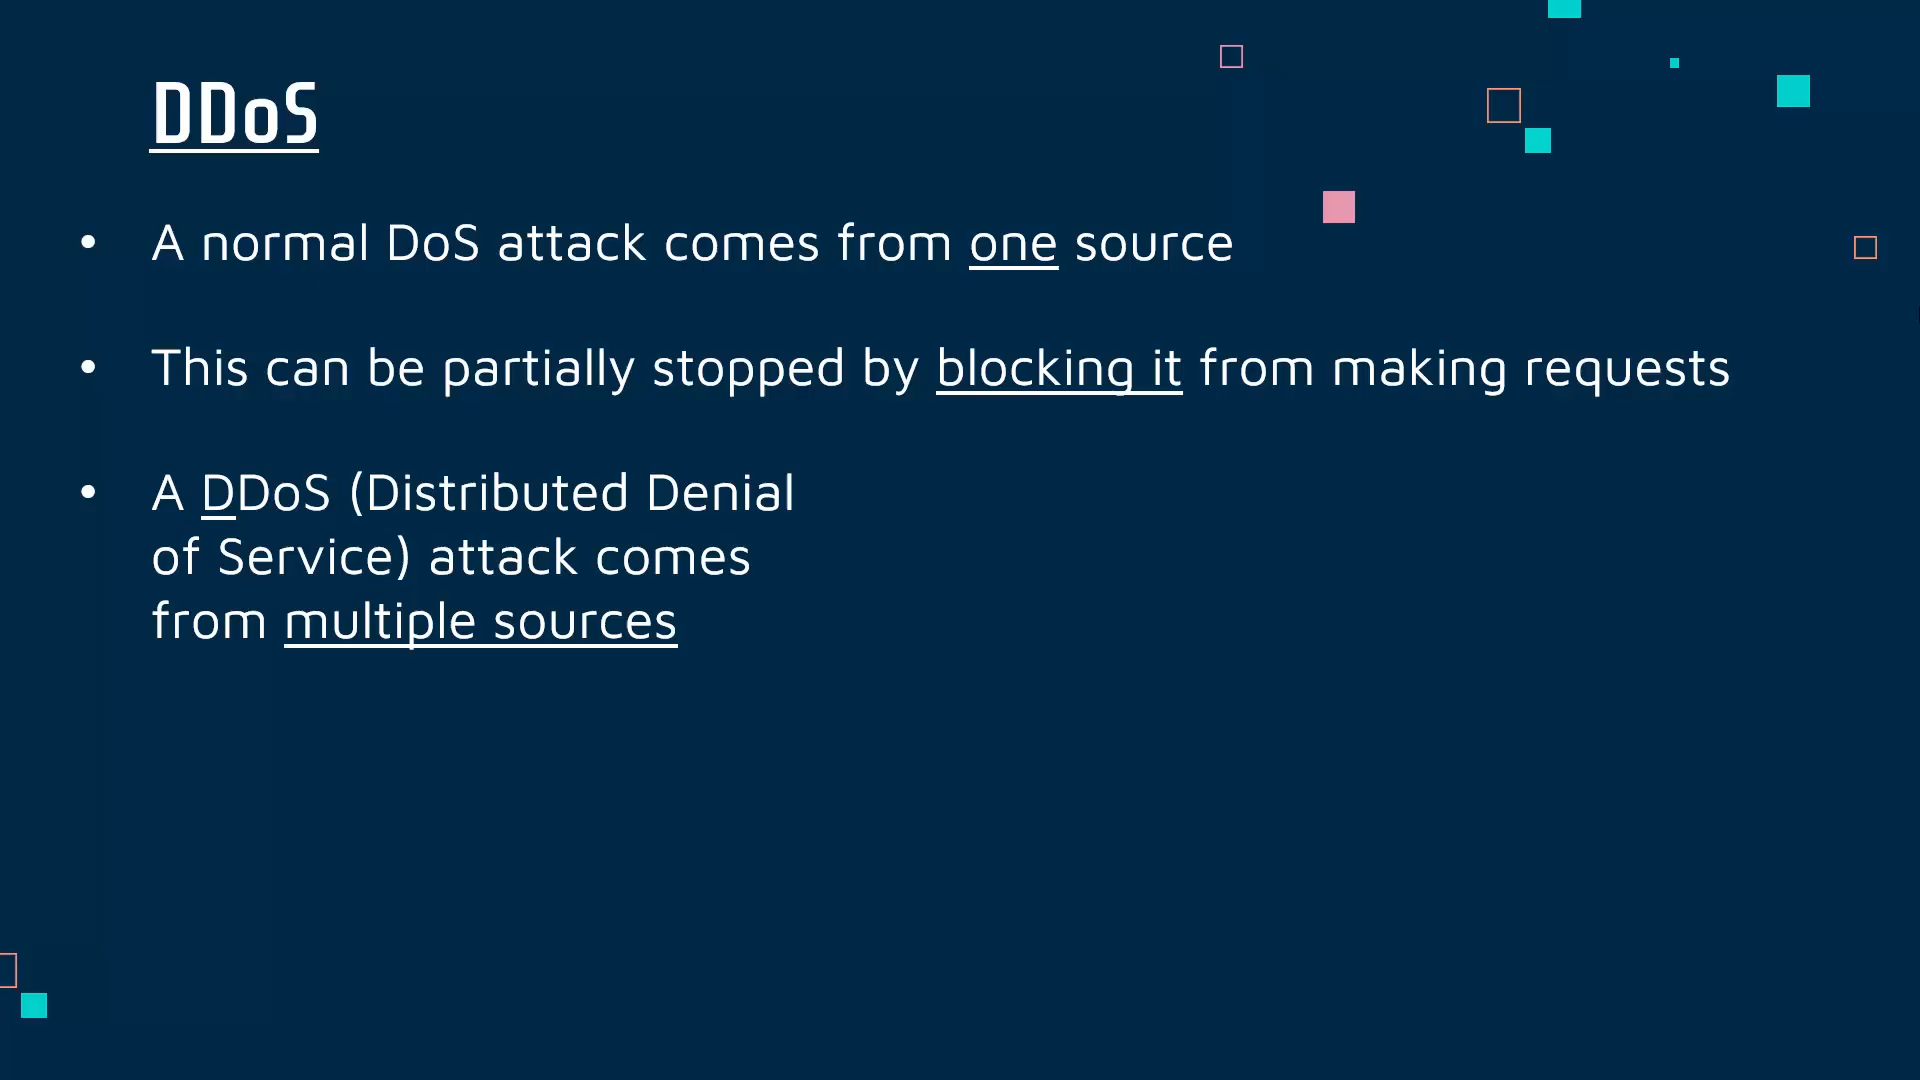 DDoS
• A normal DoS attack comes from one source
• This can be partially stopped by blocking it from making requests
• A DDoS (Distributed Denial
of Service) attack comes
from multiple sources